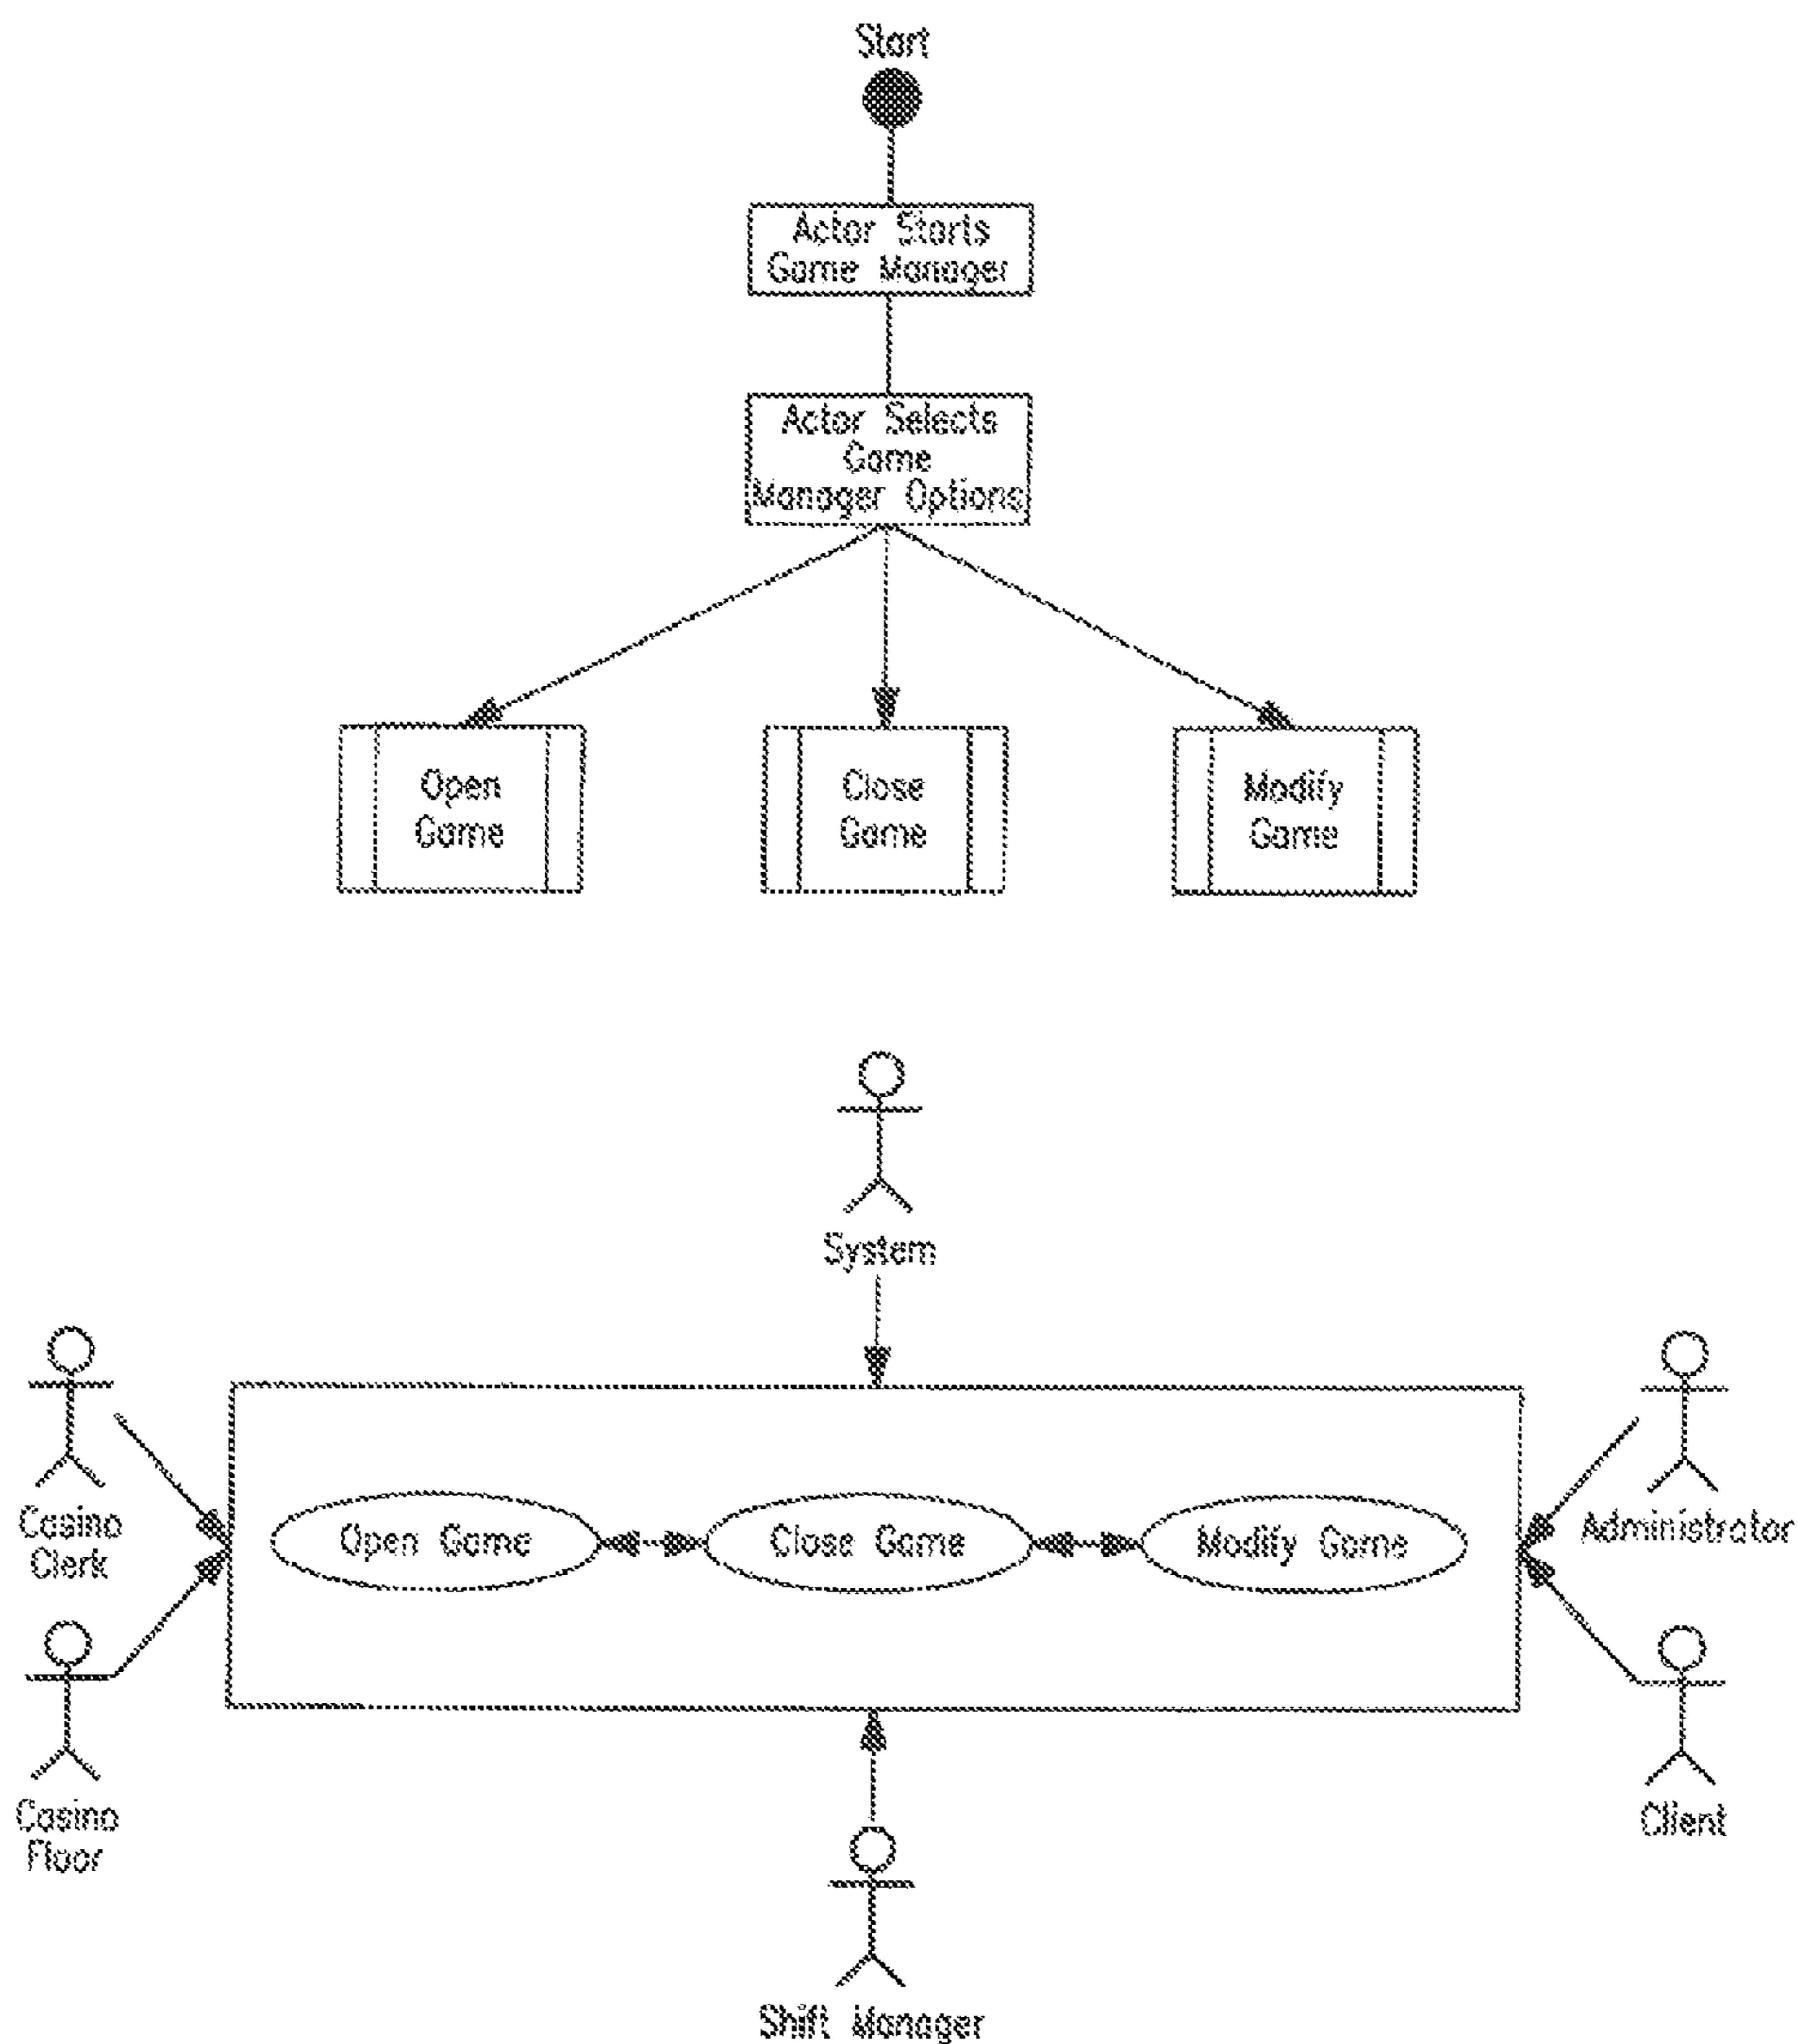 Start
Actor Starts
Game Manager
Actor Selects
Game
Manager Options
Open
Game
Close
Game
Modify
Game
System
Casino
Clerk
Open Game
Close Game
Modify Game
Administrator
Casino
Floor
Client
Shift Manager